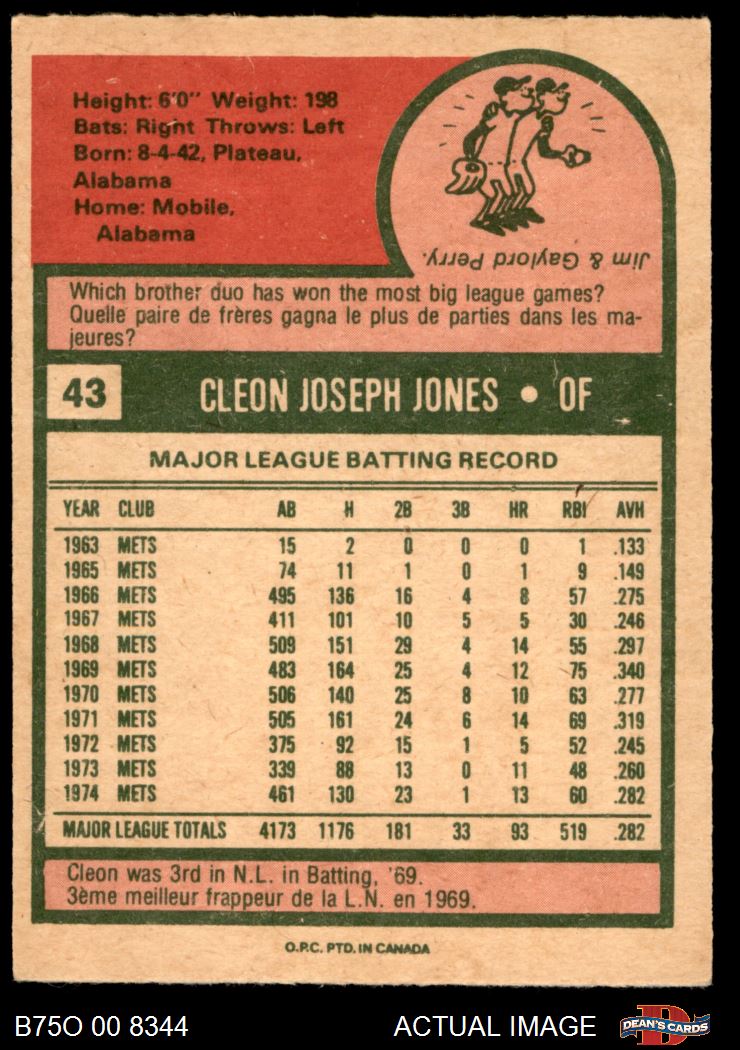 Height: 6'0" Weight: 198
Bats: Right Throws: Left
Born: 8-4-42, Plateau,
Alabama
Home: Mobile,
Alabama
Jim & Gaylord Perry.
Which brother duo has won the most big league games?
Quelle paire de frères gagna le plus de parties dans les ma-
jeures?
43 CLEON JOSEPH JONES • OF
MAJOR LEAGUE BATTING RECORD
YEAR CLUB AB H 2B 3B HR RBI AVH
1963 METS 15 2 0 0 0 1 .133
1965 METS 74 11 1 0 1 9 .149
1966 METS 495 136 16 4 8 57 .275
1967 METS 411 101 10 5 5 30 .246
1968 METS 509 151 29 4 14 55 .297
1969 METS 483 164 25 4 12 75 .340
1970 METS 506 140 25 8 10 63 .277
1971 METS 505 161 24 6 14 69 .319
1972 METS 375 92 15 1 5 52 .245
1973 METS 339 88 13 0 11 48 .260
1974 METS 461 130 23 1 13 60 .282
MAJOR LEAGUE TOTALS 4173 1176 181 33 93 519 .282
Cleon was 3rd in N.L. in Batting, '69.
3ème meilleur frappeur de la L.N. en 1969.
O.P.C. PTD. IN CANADA
B75O 00 8344 ACTUAL IMAGE D DEAN'S CARDS